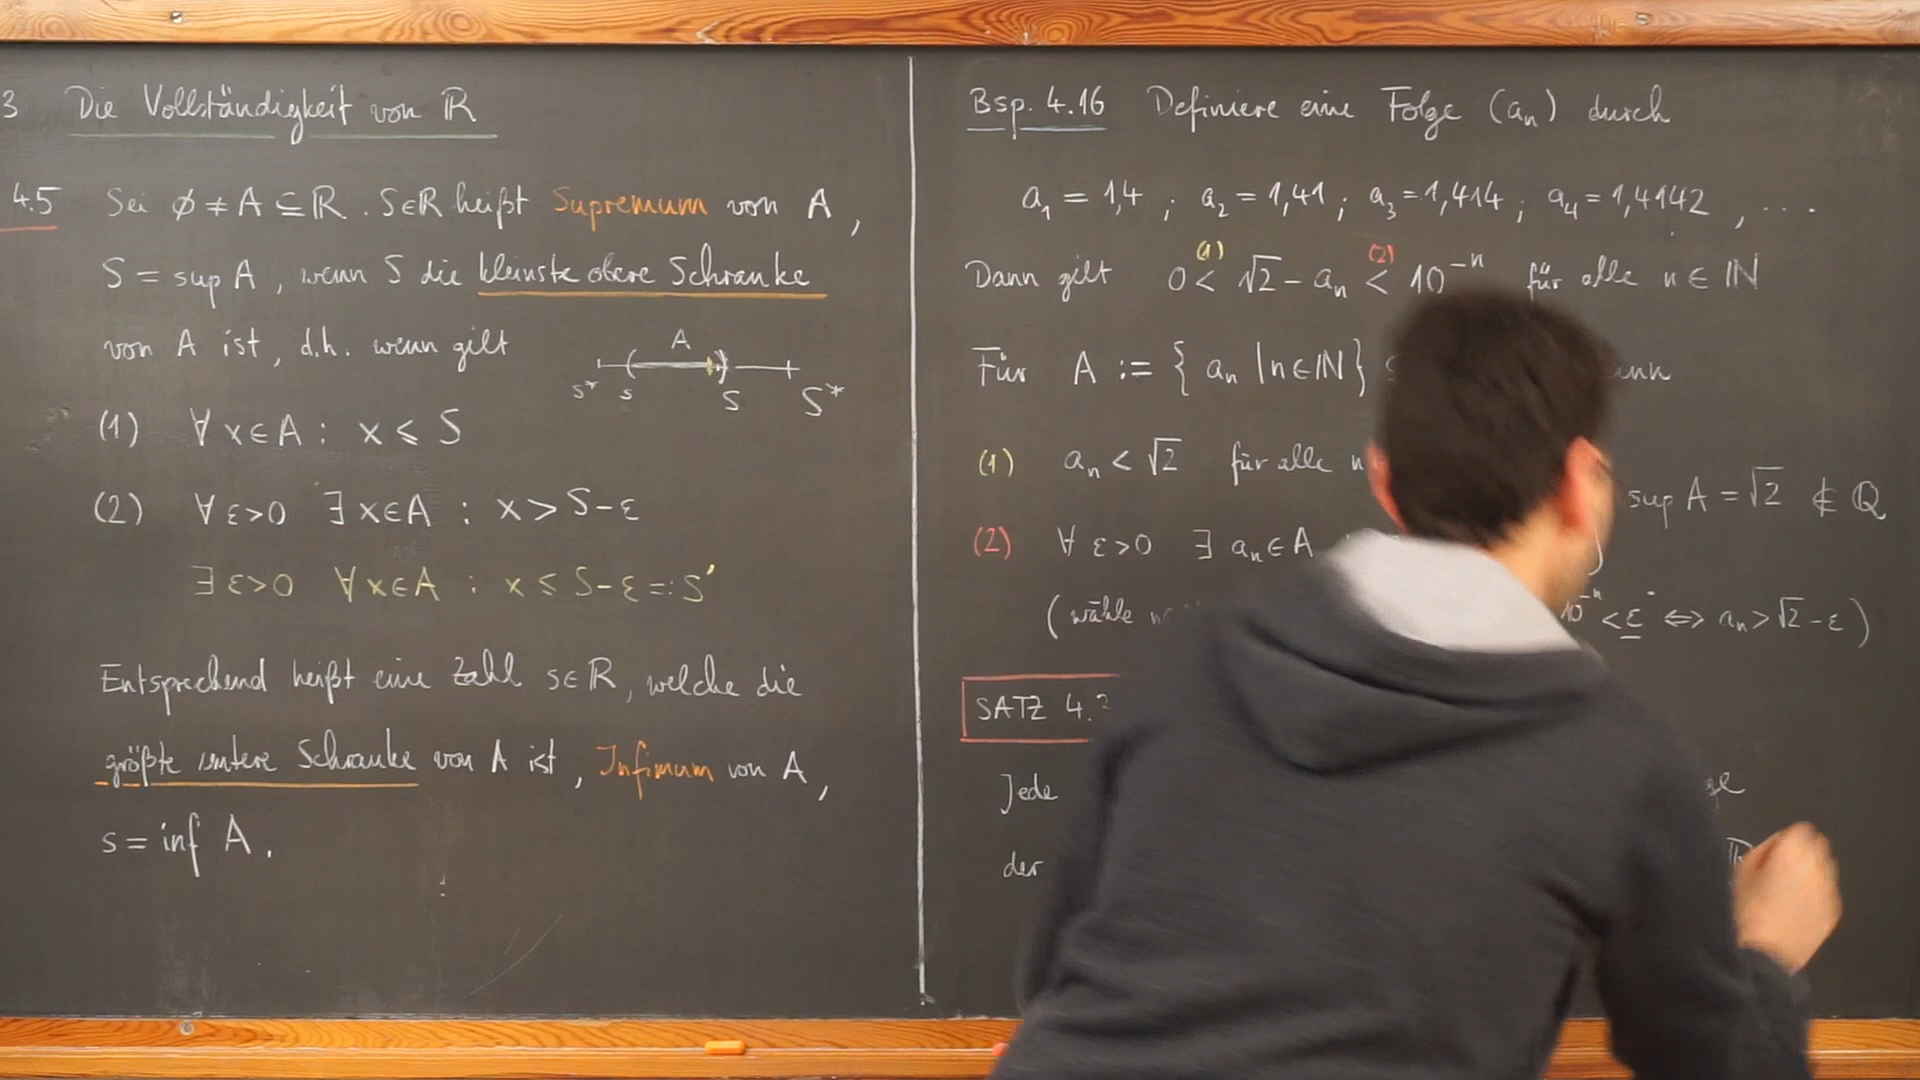 3 Die Vollständigkeit von ℝ
4.5 Sei ∅ ≠ A ⊆ ℝ. S∈ℝ heißt Supremum von A,
S = sup A, wenn S die kleinste obere Schranke
von A ist, d.h. wenn gilt
A
s* s S S*
(1) ∀ x∈A : x ≤ S
(2) ∀ ε>0 ∃ x∈A : x > S-ε
∃ ε>0 ∀ x∈A : x ≤ S-ε =: S'
Entsprechend heißt eine Zahl s∈ℝ, welche die
größte untere Schranke von A ist, Infimum von A,
s = inf A.
Bsp. 4.16 Definiere eine Folge (aₙ) durch
a₁ = 1,4 ; a₂ = 1,41 ; a₃ = 1,414 ; a₄ = 1,4142 , ...
(1) (2)
Dann gilt 0 < √2 - aₙ < 10⁻ⁿ für alle n ∈ ℕ
Für A := { aₙ | n∈ℕ }
(1) aₙ < √2 für alle n
sup A = √2 ∉ ℚ
(2) ∀ ε>0 ∃ aₙ∈A
(wähle 10⁻ⁿ < ε ⇔ aₙ > √2 - ε)
SATZ 4.
Jede
der